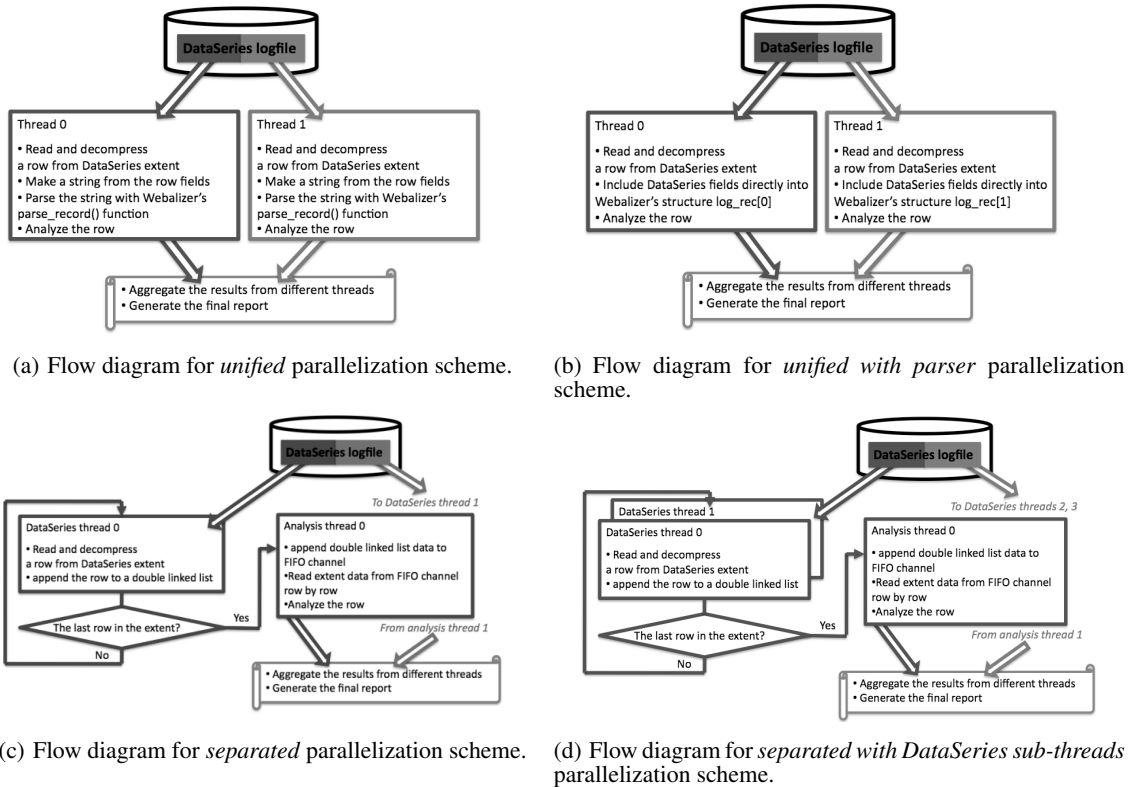 DataSeries logfile
Thread 0
• Read and decompress
a row from DataSeries extent
• Make a string from the row fields
• Parse the string with Webalizer's
parse_record() function
• Analyze the row
Thread 1
• Read and decompress
a row from DataSeries extent
• Make a string from the row fields
• Parse the string with Webalizer's
parse_record() function
• Analyze the row
• Aggregate the results from different threads
• Generate the final report
(a) Flow diagram for unified parallelization scheme.
DataSeries logfile
Thread 0
• Read and decompress
a row from DataSeries extent
• Include DataSeries fields directly into
Webalizer's structure log_rec[0]
• Analyze the row
Thread 1
• Read and decompress
a row from DataSeries extent
• Include DataSeries fields directly into
Webalizer's structure log_rec[1]
• Analyze the row
• Aggregate the results from different threads
• Generate the final report
(b) Flow diagram for unified with parser parallelization
scheme.
DataSeries logfile
To DataSeries thread 1
DataSeries thread 0
• Read and decompress
a row from DataSeries extent
• append the row to a double linked list
The last row in the extent?
Yes
No
Analysis thread 0
• append double linked list data to
FIFO channel
•Read extent data from FIFO channel
row by row
• Analyze the row
From analysis thread 1
• Aggregate the results from different threads
• Generate the final report
(c) Flow diagram for separated parallelization scheme.
DataSeries logfile
To DataSeries threads 2, 3
DataSeries thread 1
DataSeries thread 0
• Read and decompress
a row from DataSeries extent
• append the row to a double linked list
The last row in the extent?
Yes
No
Analysis thread 0
• append double linked list data to
FIFO channel
•Read extent data from FIFO channel
row by row
• Analyze the row
From analysis thread 1
• Aggregate the results from different threads
• Generate the final report
(d) Flow diagram for separated with DataSeries sub-threads
parallelization scheme.